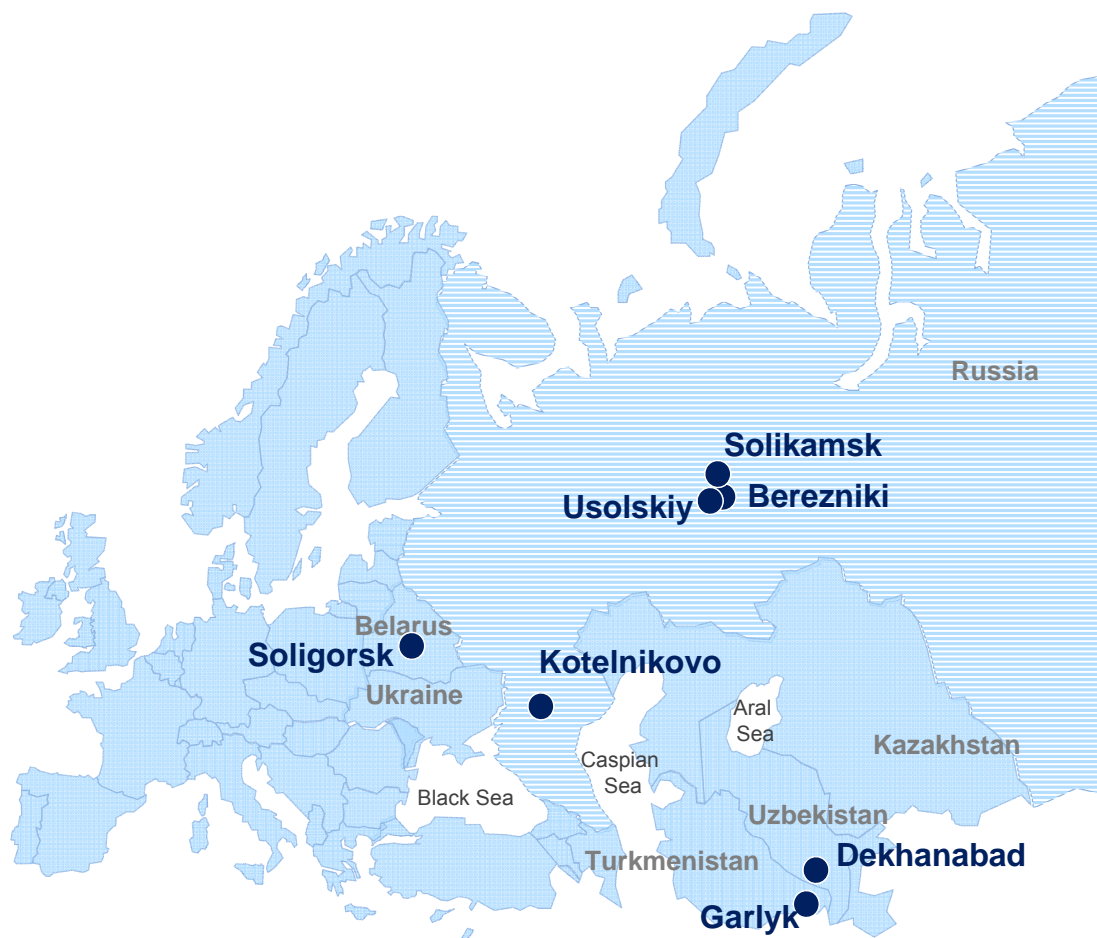 Russia
Solikamsk
Berezniki
Usolskiy
Belarus
Soligorsk
Kotelnikovo
Ukraine
Aral
Sea
Kazakhstan
Caspian
Sea
Black Sea
Uzbekistan
Dekhanabad
Turkmenistan
Garlyk